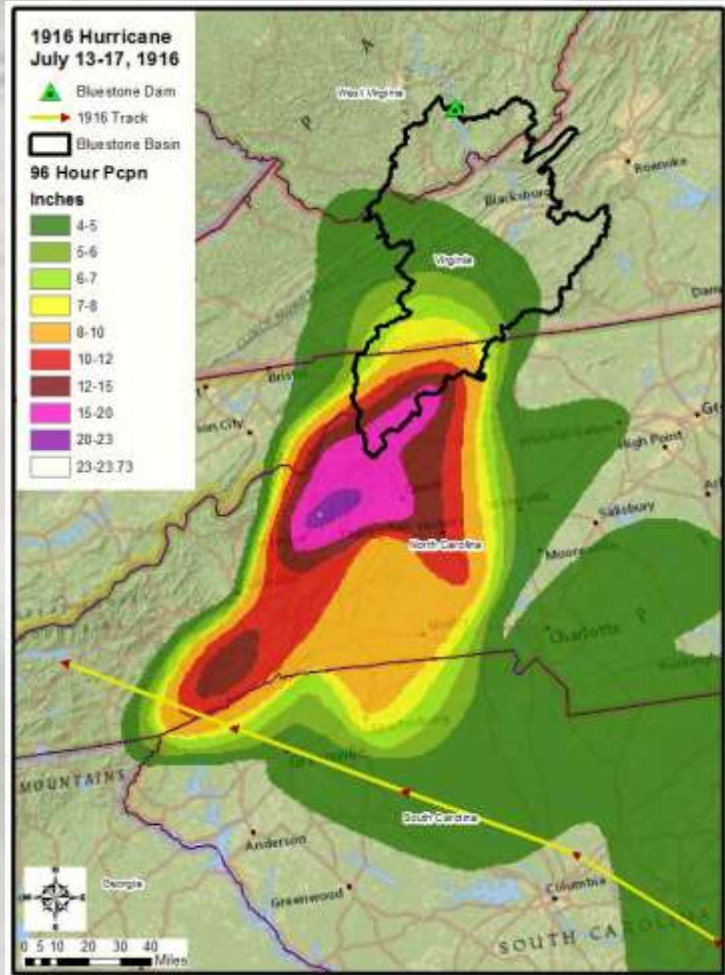 1916 Hurricane
July 13-17, 1916
Bluestone Dam
1916 Track
Bluestone Basin
96 Hour Pcpn
Inches
4-5
5-6
6-7
7-8
8-10
10-12
12-15
15-20
20-23
23-23.73
West Virginia
Roanoke
Blacksburg
Virginia
Bristol
High Point
Salisbury
North Carolina
Charlotte
MOUNTAINS
Greenville
South Carolina
Anderson
Georgia
Greenwood
Columbia
SOUTH CAROLINA
0 5 10 20 30 40
Miles